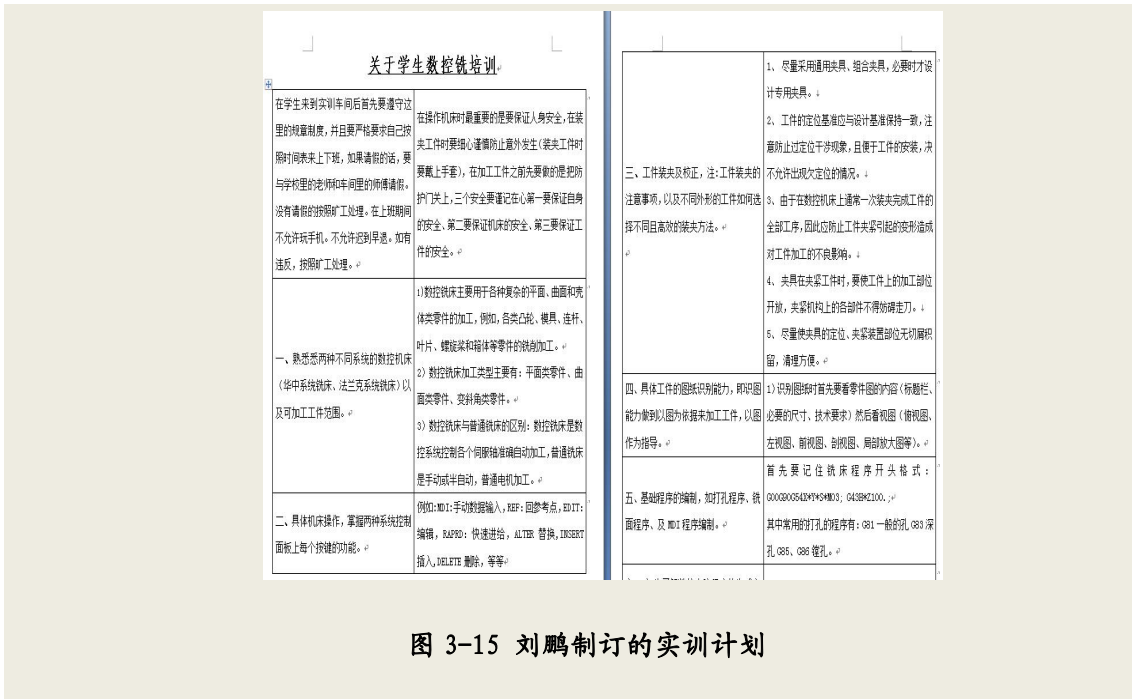 关于学生数控铣培训
在学生来到实训车间后首先要遵守这
里的规章制度，并且要严格要求自己按
照时间表来上下班，如果请假的话，要
与学校里的老师和车间里的师傅请假。
没有请假的按照旷工处理。在上班期间
不允许玩手机。不允许迟到早退。如有
违反，按照旷工处理。
在操作机床时最重要的是要保证人身安全，在装
夹工件时要细心谨慎防止意外发生（装夹工件时
要戴上手套），在加工工件之前先要做的是把防
护门关上，三个安全要谨记在心第一要保证自身
的安全、第二要保证机床的安全、第三要保证工
件的安全。
一、熟悉悉两种不同系统的数控机床
（华中系统铣床、法兰克系统铣床）以
及可加工工件范围。
1)数控铣床主要用于各种复杂的平面、曲面和壳
体类零件的加工，例如，各类凸轮、模具、连杆、
叶片、螺旋桨和箱体等零件的铣削加工。
2）数控铣床加工类型主要有：平面类零件、曲
面类零件、变斜角类零件。
3）数控铣床与普通铣床的区别：数控铣床是数
控系统控制各个伺服轴准确自动加工，普通铣床
是手动或半自动，普通电机加工。
二、具体机床操作，掌握两种系统控制
面板上每个按键的功能。
例如:MDI:手动数据输入，REF:回参考点，EDIT:
编辑，RAPRD：快速进给，ALTER 替换,INSERT
插入,DELETE 删除，等等
三、工件装夹及校正，注：工件装夹的
注意事项，以及不同外形的工件如何选
择不同且高效的装夹方法。
1、 尽量采用通用夹具、组合夹具，必要时才设
计专用夹具。
2、 工件的定位基准应与设计基准保持一致，注
意防止过定位干涉现象，且便于工件的安装，决
不允许出现欠定位的情况。
3、由于在数控机床上通常一次装夹完成工件的
全部工序，因此应防止工件夹紧引起的变形造成
对工件加工的不良影响。
4、 夹具在夹紧工件时，要使工件上的加工部位
开放，夹紧机构上的各部件不得妨碍走刀。
5、 尽量使夹具的定位、夹紧装置部位无切屑积
留，清理方便。
四、具体工件的图纸识别能力，即识图
能力做到以图为依据来加工工件，以图
作为指导。
1)识别图纸时首先要看零件图的内容（标题栏、
必要的尺寸、技术要求）然后看视图（俯视图、
左视图、前视图、剖视图、局部放大图等）。
五、基础程序的编制，如打孔程序、铣
面程序、及 MDI 程序编制。
首先要记住铣床程序开头格式：
G00G90G54X*Y*S*M03; G43H*Z100.;
其中常用的打孔的程序有：G81 一般的孔 G83 深
孔 G85、G86 镗孔。
图 3-15 刘鹏制订的实训计划